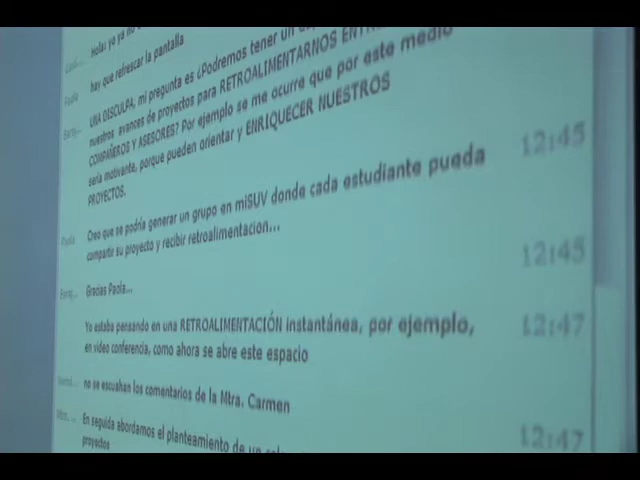 Hola! yo ya no
hay que refrescar la pantalla
Paola
UNA DISCULPA, mi pregunta es ¿Podremos tener un
nuestros avances de proyectos para RETROALIMENTARNOS
COMPAÑEROS Y ASESORES? Por ejemplo se me ocurre que por este medio
sería motivante, porque pueden orientar y ENRIQUECER NUESTROS
PROYECTOS.
12:45
Paola
Creo que se podría generar un grupo en miSUV donde cada estudiante pueda
compartir su proyecto y recibir retroalimentacion...
12:45
Gracias Paola...
Yo estaba pensando en una RETROALIMENTACIÓN instantánea, por ejemplo,
en video conferencia, como ahora se abre este espacio
12:47
no se escuahan los comentarios de la Mtra. Carmen
En seguida abordamos el planteamiento de un
proyectos
12:47